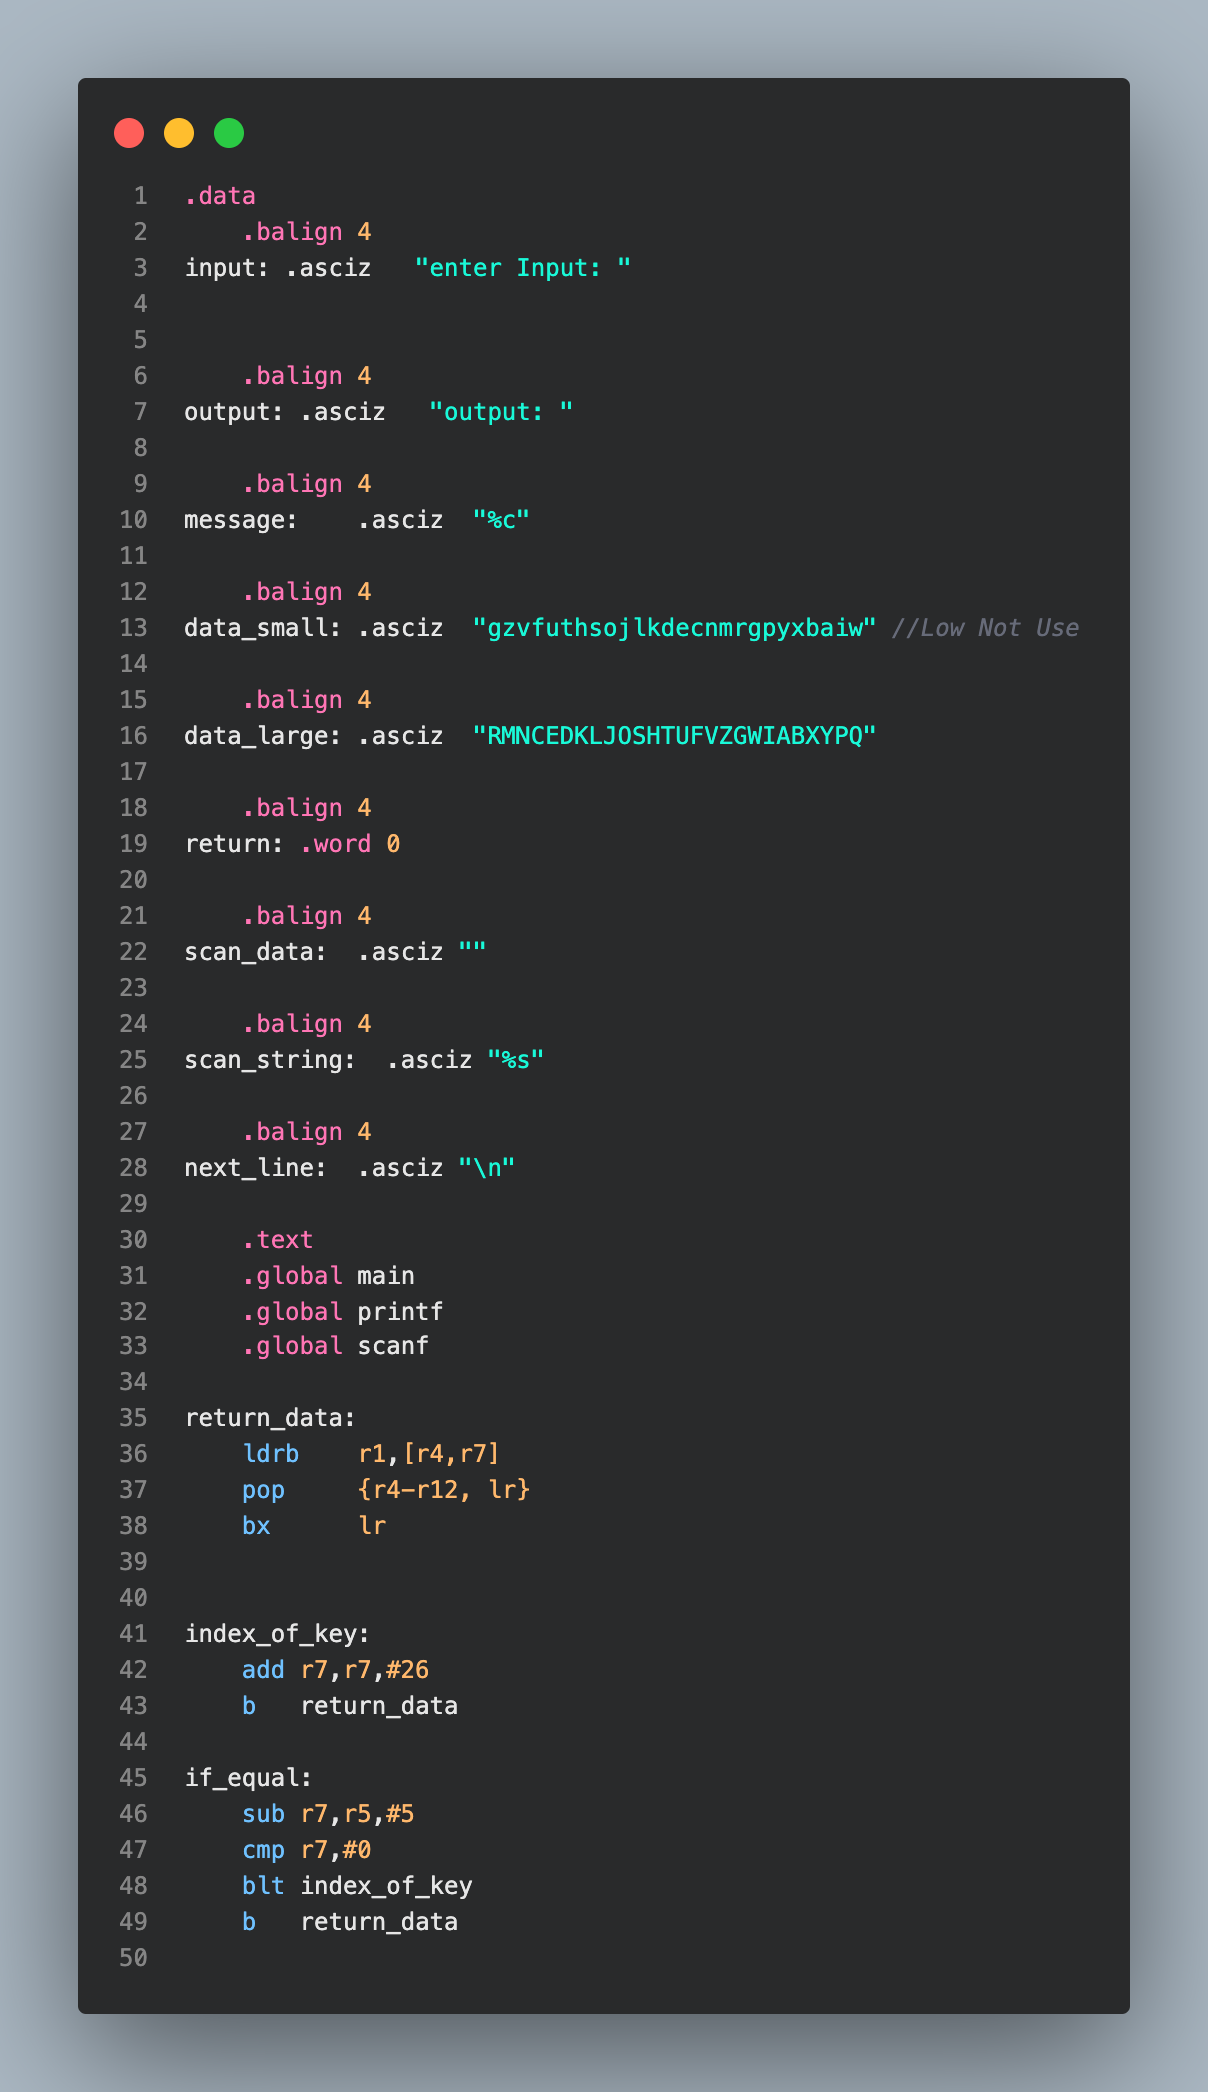 1 .data
2 .balign 4
3 input: .asciz "enter Input: "
4
5
6 .balign 4
7 output: .asciz "output: "
8
9 .balign 4
10 message: .asciz "%c"
11
12 .balign 4
13 data_small: .asciz "gzvfuthsojlkdecnmrgpyxbaiw" //Low Not Use
14
15 .balign 4
16 data_large: .asciz "RMNCEDKLJOSHTUFVZGWIABXYPQ"
17
18 .balign 4
19 return: .word 0
20
21 .balign 4
22 scan_data: .asciz ""
23
24 .balign 4
25 scan_string: .asciz "%s"
26
27 .balign 4
28 next_line: .asciz "\n"
29
30 .text
31 .global main
32 .global printf
33 .global scanf
34
35 return_data:
36 ldrb r1,[r4,r7]
37 pop {r4-r12, lr}
38 bx lr
39
40
41 index_of_key:
42 add r7,r7,#26
43 b return_data
44
45 if_equal:
46 sub r7,r5,#5
47 cmp r7,#0
48 blt index_of_key
49 b return_data
50